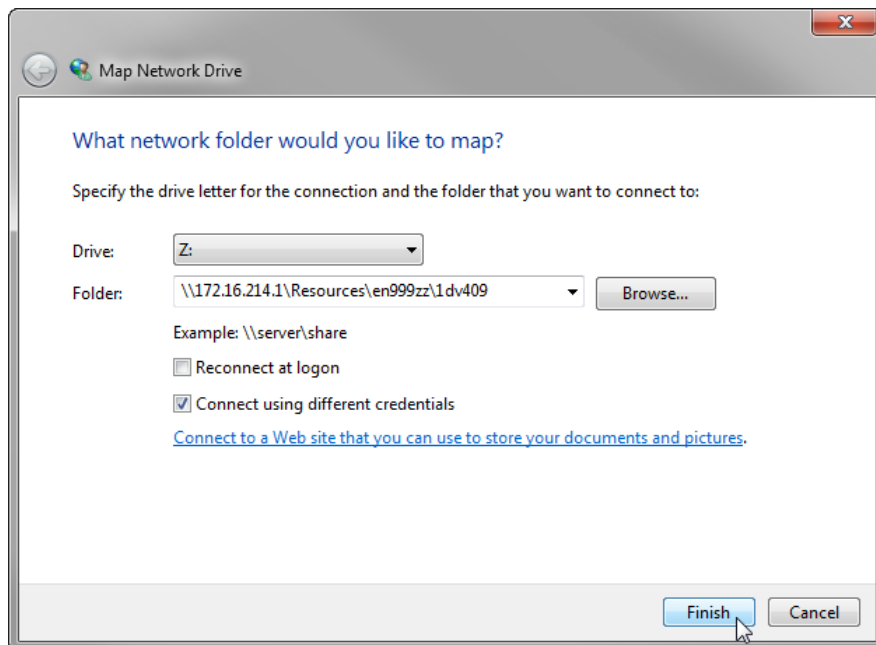 Map Network Drive
What network folder would you like to map?
Specify the drive letter for the connection and the folder that you want to connect to:
Drive: Z:
Folder: \\172.16.214.1\Resources\en999zz\1dv409 Browse...
Example: \\server\share
Reconnect at logon
Connect using different credentials
Connect to a Web site that you can use to store your documents and pictures.
Finish Cancel